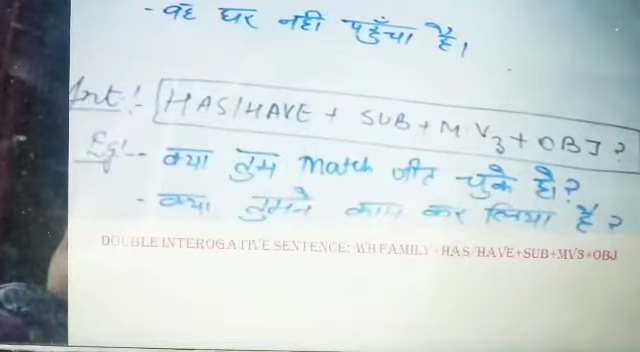 - वह घर नही पहुँचा है।
Int:- HAS/HAVE + SUB + M V3 + OBJ ?
Eg:- क्या तुम match जीत चुके हो?
- क्या तुमने काम कर लिया है ?
DOUBLE INTEROGATIVE SENTENCE:-WH FAMILY+HAS/HAVE+SUB+MV3+OBJ